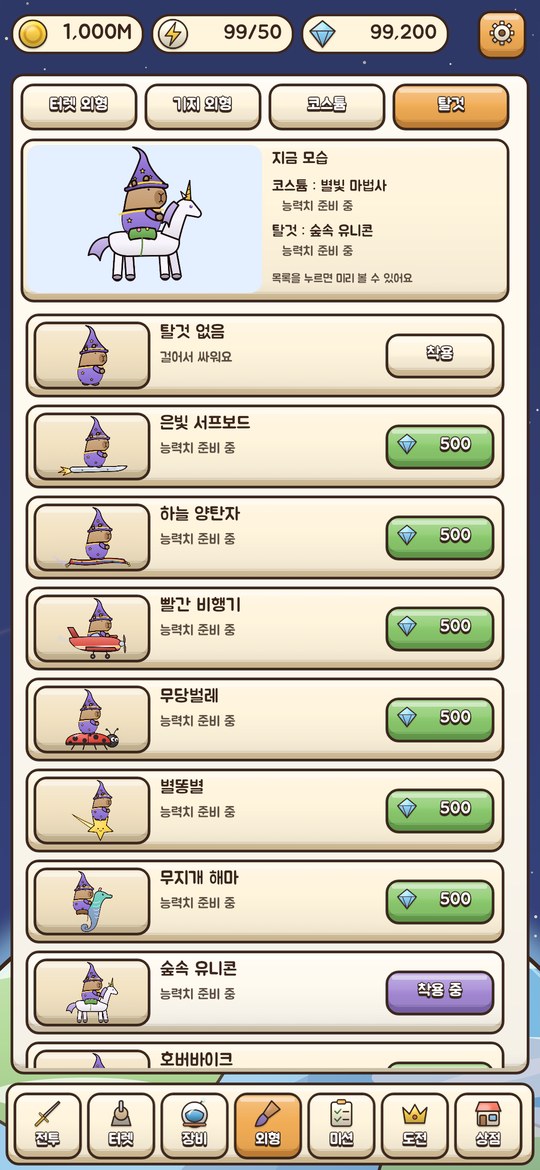 1,000M
99/50
99,200
터렛 외형
기지 외형
코스튬
탈것
지금 모습
코스튬 : 별빛 마법사
능력치 준비 중
탈것 : 숲속 유니콘
능력치 준비 중
목록을 누르면 미리 볼 수 있어요
탈것 없음
걸어서 싸워요
착용
은빛 서프보드
능력치 준비 중
500
하늘 양탄자
능력치 준비 중
500
빨간 비행기
능력치 준비 중
500
무당벌레
능력치 준비 중
500
별똥별
능력치 준비 중
500
무지개 해마
능력치 준비 중
500
숲속 유니콘
능력치 준비 중
착용 중
호버바이크
전투
터렛
장비
외형
미션
도전
상점